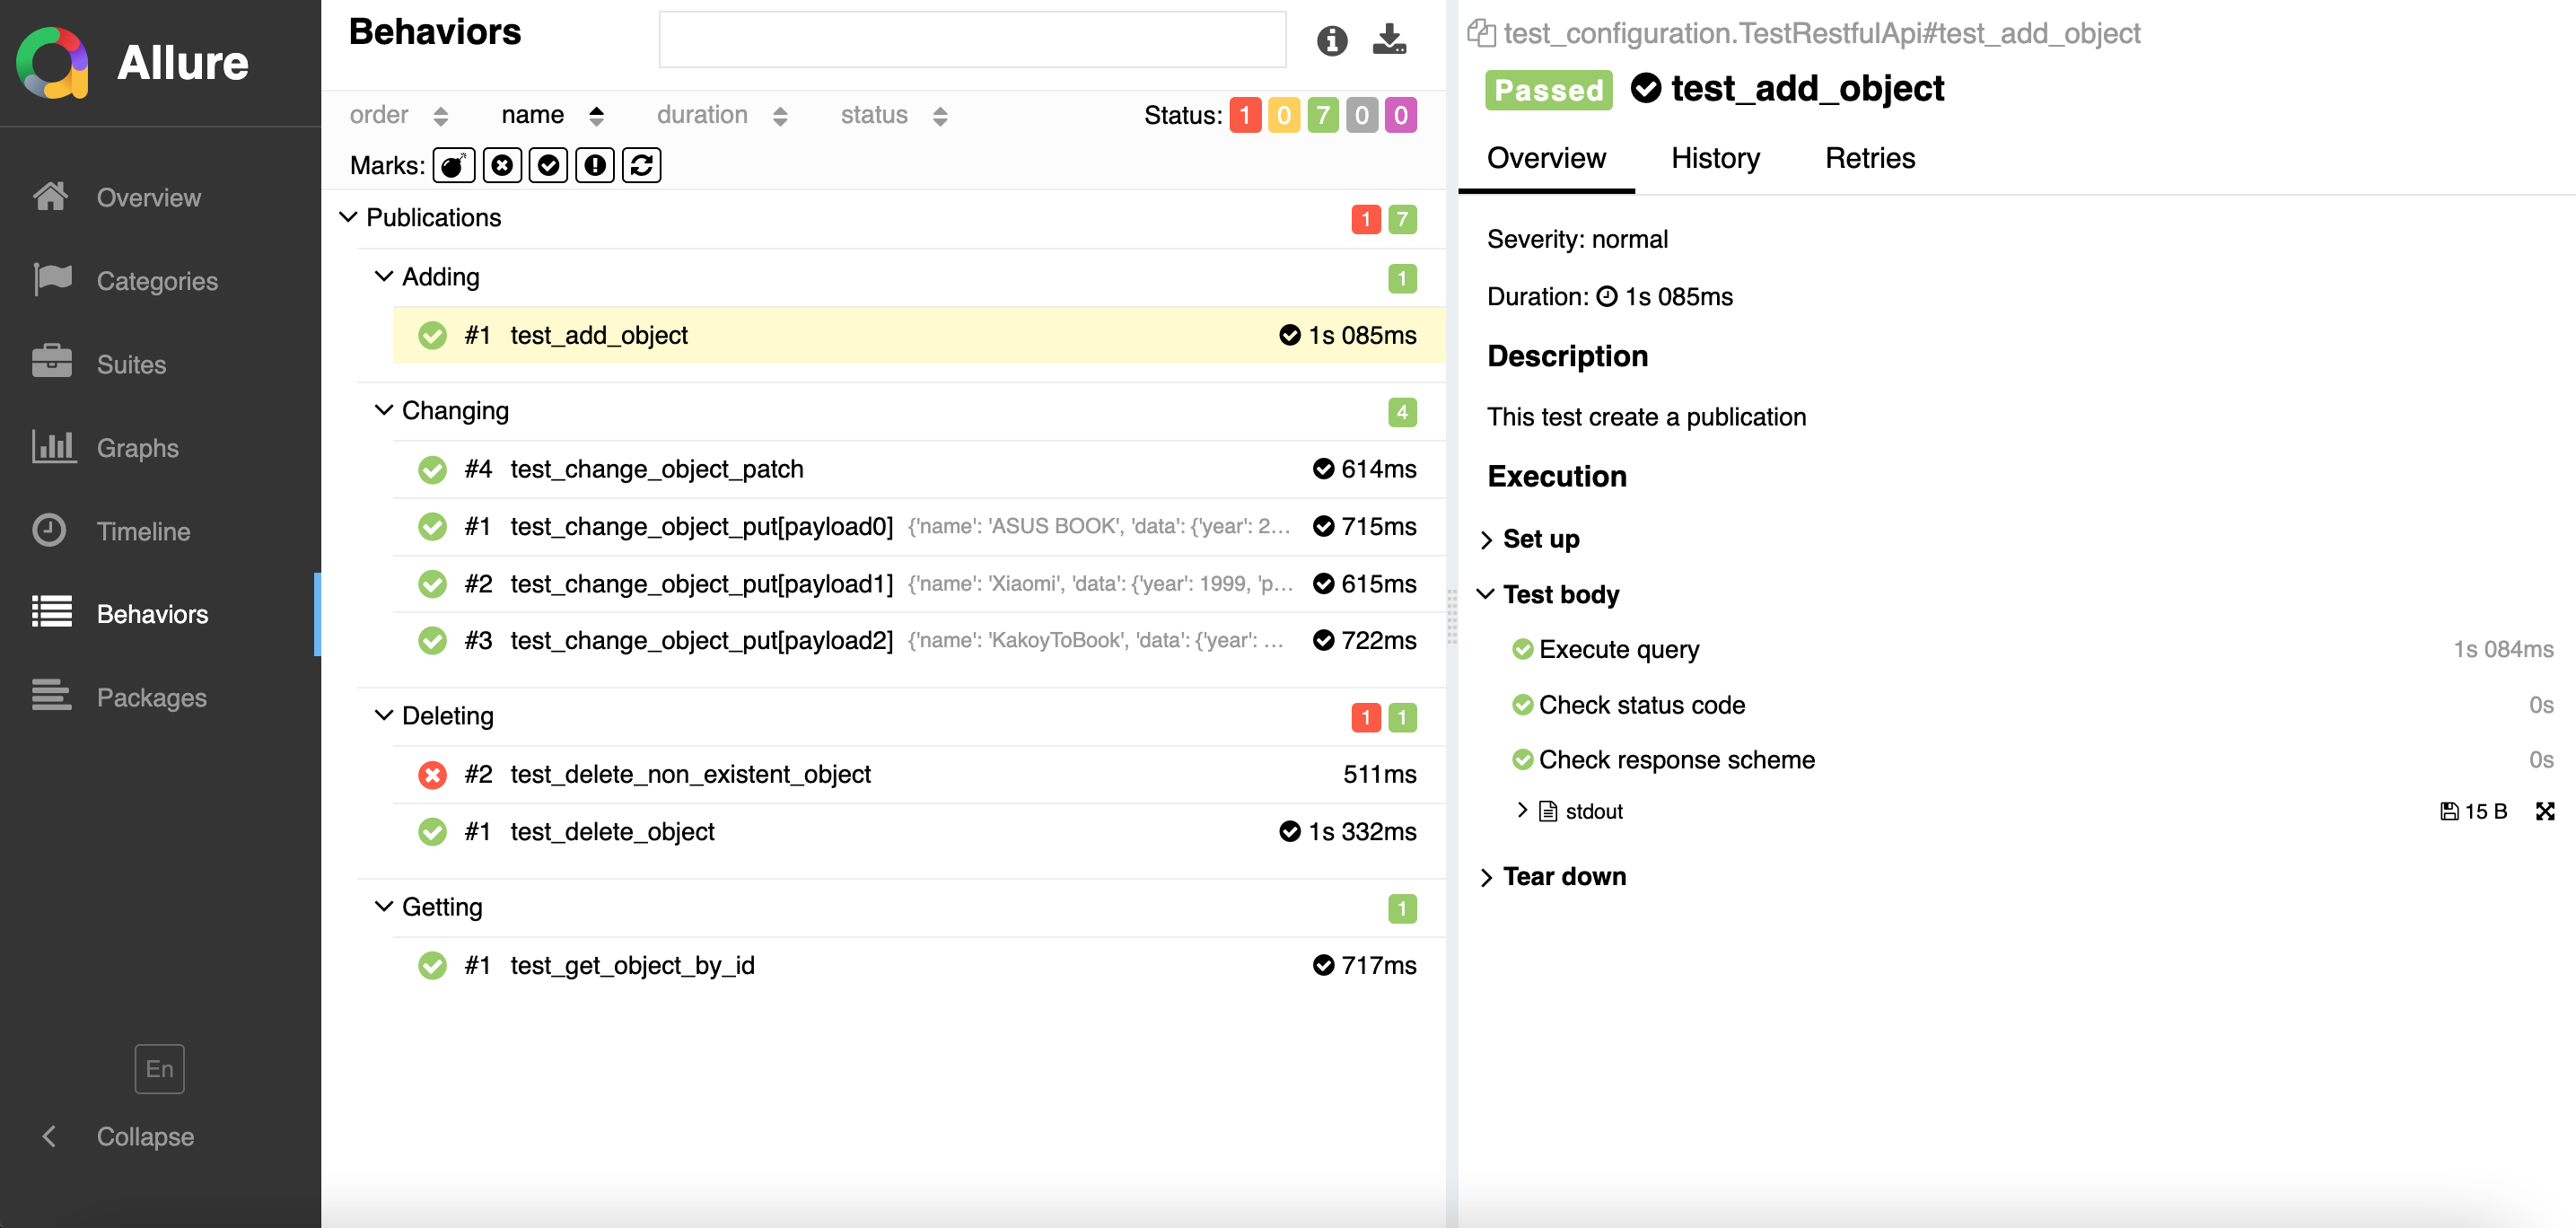 Allure
Overview
Categories
Suites
Graphs
Timeline
Behaviors
Packages
En
Collapse
Behaviors
order name duration status Status: 1 0 7 0 0
Marks:
Publications 1 7
Adding 1
#1 test_add_object 1s 085ms
Changing 4
#4 test_change_object_patch 614ms
#1 test_change_object_put[payload0] {'name': 'ASUS BOOK', 'data': {'year': 2... 715ms
#2 test_change_object_put[payload1] {'name': 'Xiaomi', 'data': {'year': 1999, 'p... 615ms
#3 test_change_object_put[payload2] {'name': 'KakoyToBook', 'data': {'year': ... 722ms
Deleting 1 1
#2 test_delete_non_existent_object 511ms
#1 test_delete_object 1s 332ms
Getting 1
#1 test_get_object_by_id 717ms
test_configuration.TestRestfulApi#test_add_object
Passed test_add_object
Overview History Retries
Severity: normal
Duration: 1s 085ms
Description
This test create a publication
Execution
Set up
Test body
Execute query 1s 084ms
Check status code 0s
Check response scheme 0s
stdout 15 B
Tear down